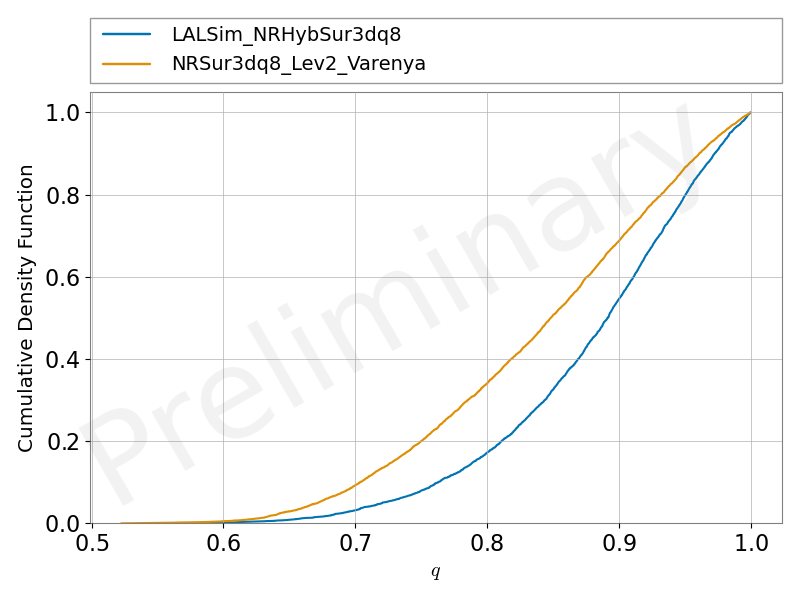 LALSim_NRHybSur3dq8
NRSur3dq8_Lev2_Varenya
Preliminary
Cumulative Density Function
1.0
0.8
0.6
0.4
0.2
0.0
0.5 0.6 0.7 0.8 0.9 1.0
q